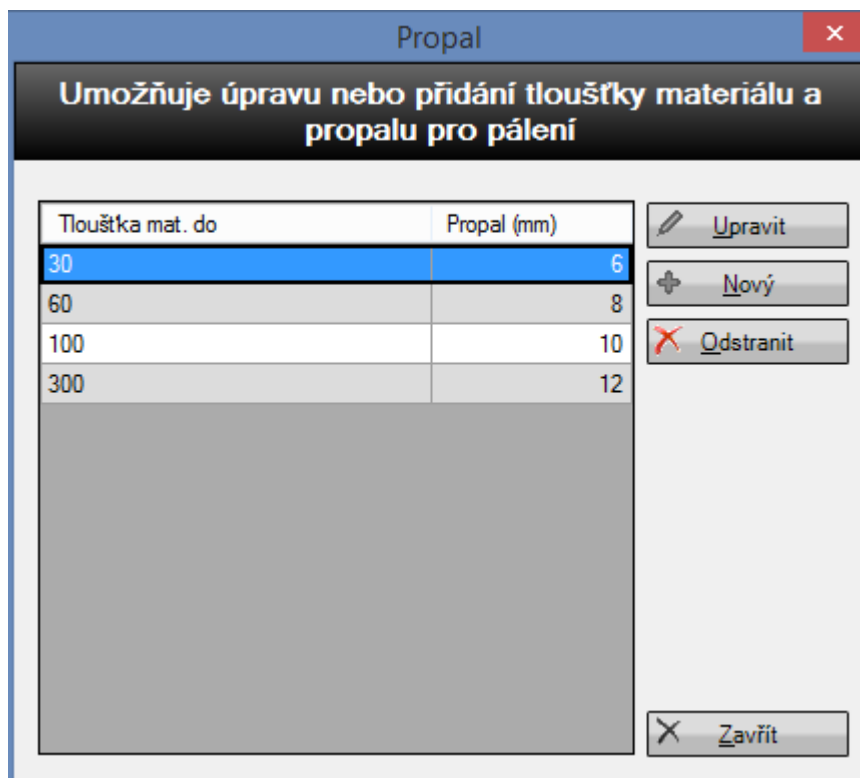 Propal
Umožňuje úpravu nebo přidání tloušťky materiálu a
propalu pro pálení
Tloušťka mat. do Propal (mm)
30 6
60 8
100 10
300 12
Upravit
Nový
Odstranit
Zavřít